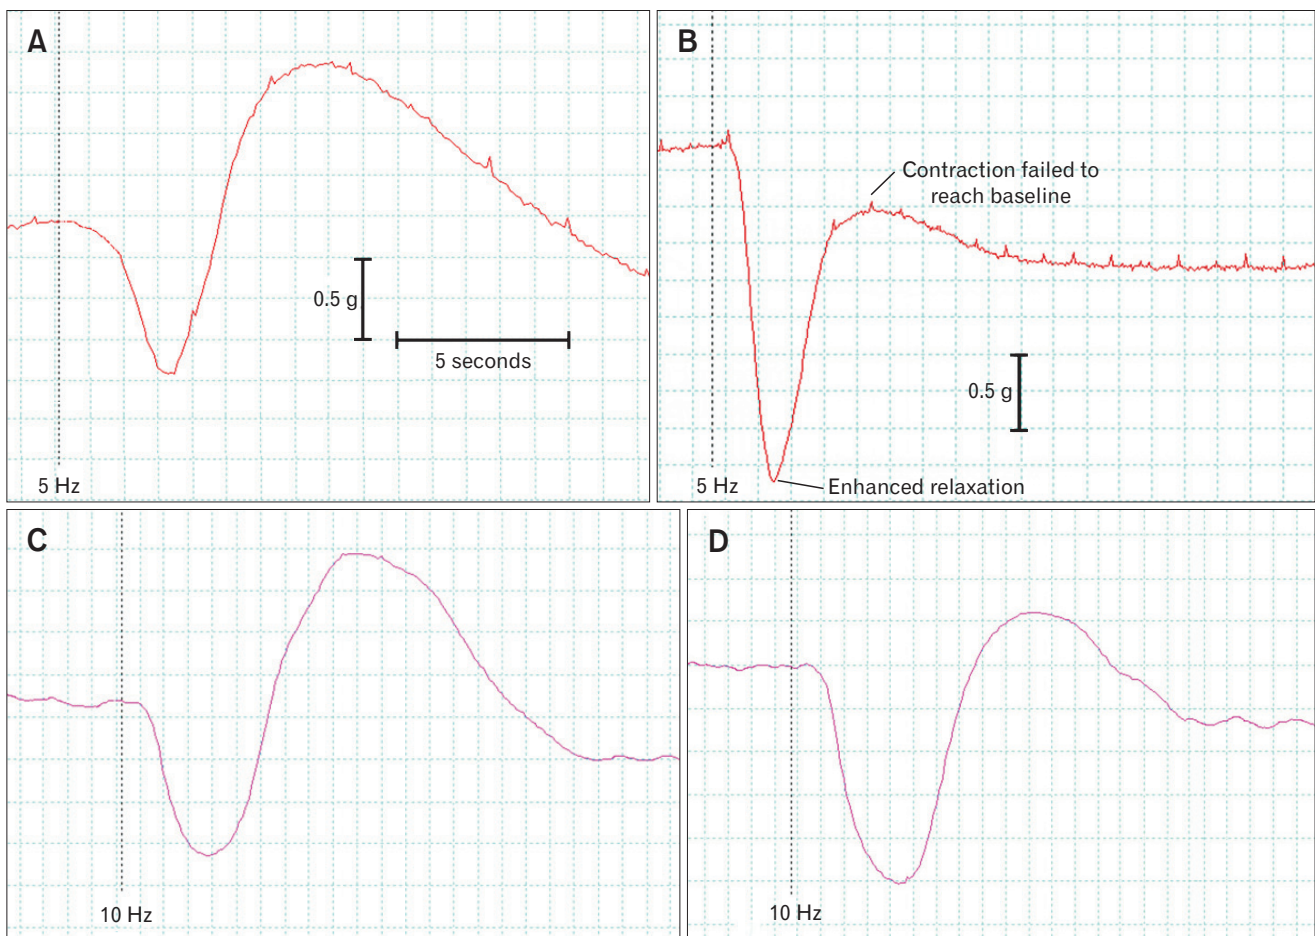 A
0.5 g
5 seconds
5 Hz
B
Contraction failed to
reach baseline
0.5 g
5 Hz
Enhanced relaxation
C
10 Hz
D
10 Hz